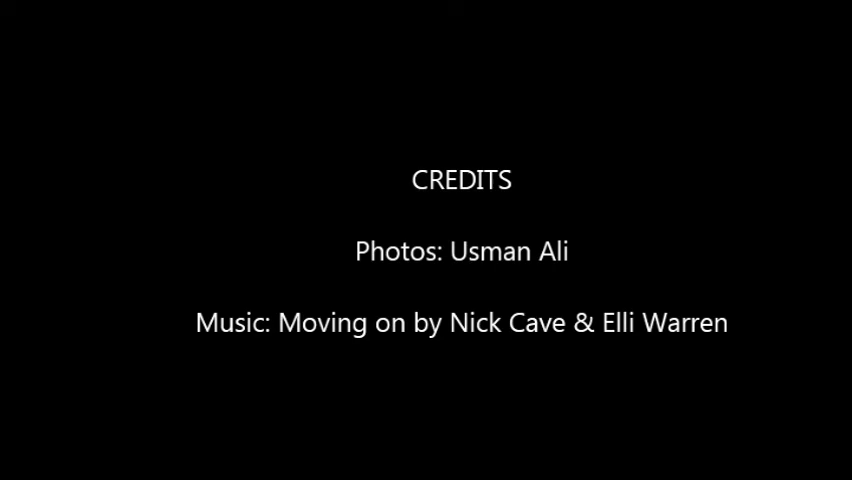 CREDITS
Photos: Usman Ali
Music: Moving on by Nick Cave & Elli Warren